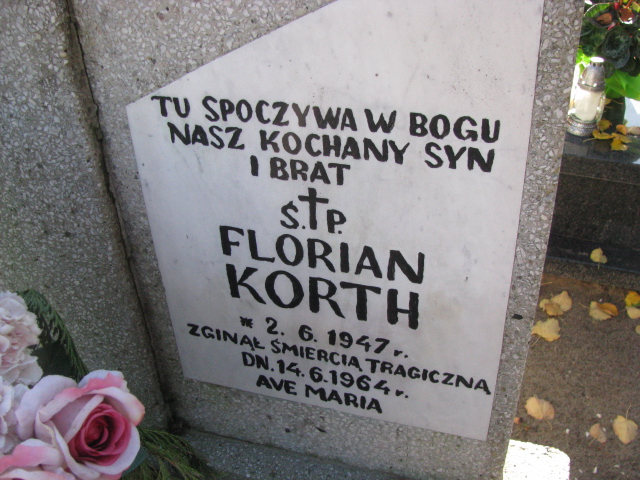 TU SPOCZYWA W BOGU
NASZ KOCHANY SYN
I BRAT
Ś.†P.
FLORIAN
KORTH
* 2. 6. 1947 r.
ZGINĄŁ ŚMIERCIĄ TRAGICZNĄ
DN. 14. 6. 1964 r.
AVE MARIA